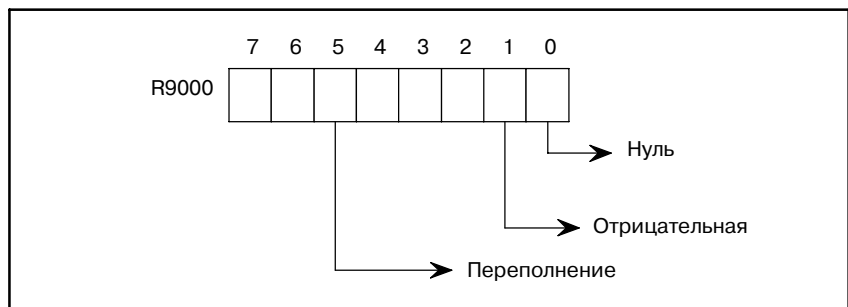 7 6 5 4 3 2 1 0
R9000
Нуль
Отрицательная
Переполнение